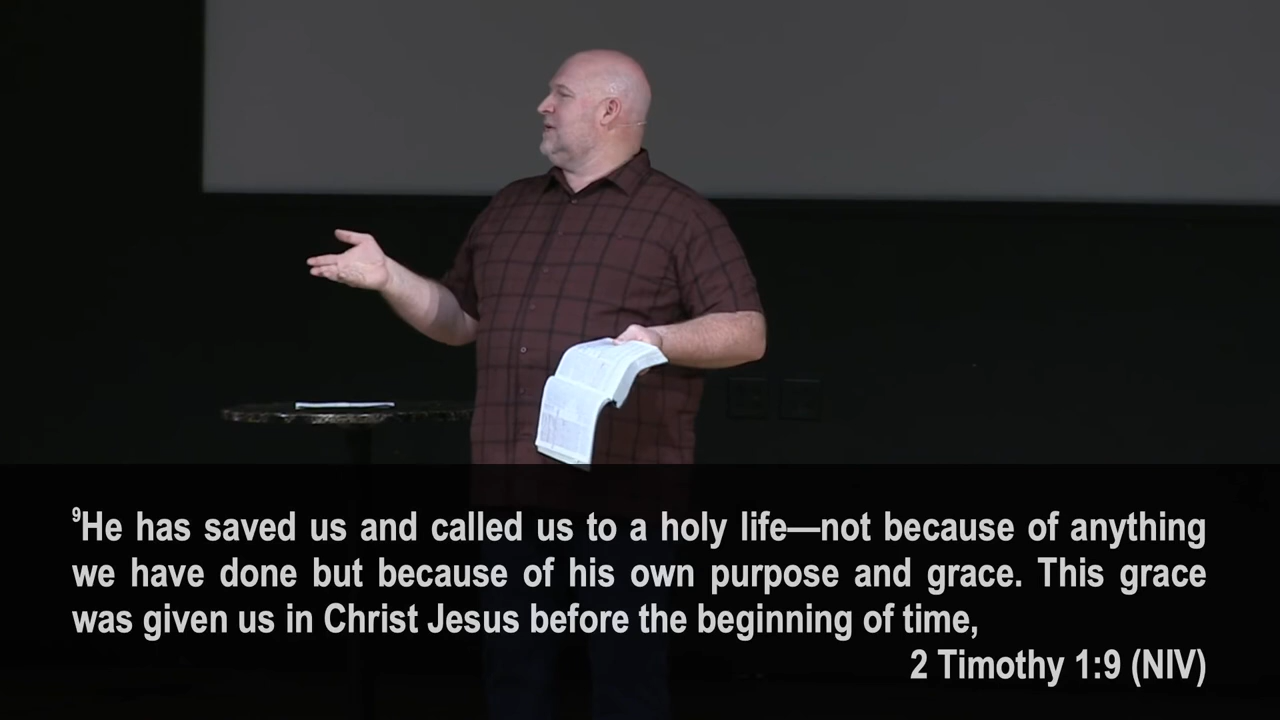 ⁹He has saved us and called us to a holy life—not because of anything
we have done but because of his own purpose and grace. This grace
was given us in Christ Jesus before the beginning of time,
2 Timothy 1:9 (NIV)